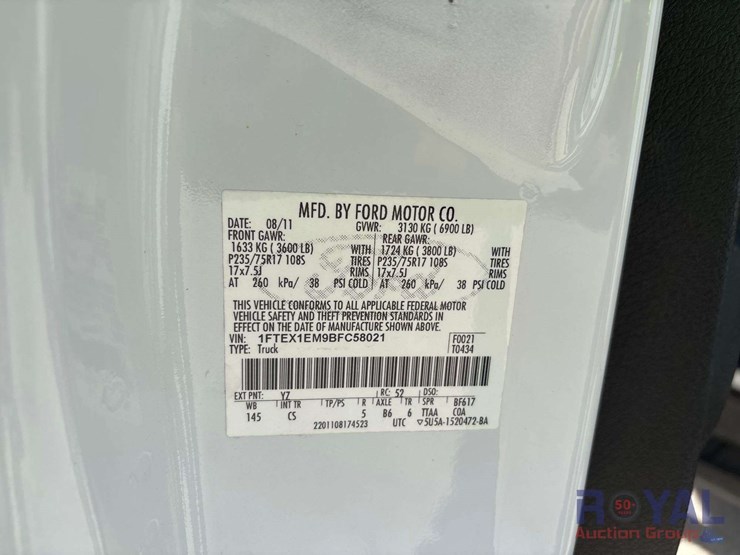 MFD. BY FORD MOTOR CO.
DATE: 08/11 GVWR: 3130 KG (6900 LB)
FRONT GAWR: REAR GAWR:
1633 KG (3600 LB) WITH 1724 KG (3800 LB) WITH
P235/75R17 108S TIRES P235/75R17 108S TIRES
17x7.5J RIMS 17x7.5J RIMS
AT 260 kPa/ 38 PSI COLD AT 260 kPa/ 38 PSI COLD
THIS VEHICLE CONFORMS TO ALL APPLICABLE FEDERAL MOTOR
VEHICLE SAFETY AND THEFT PREVENTION STANDARDS IN
EFFECT ON THE DATE OF MANUFACTURE SHOWN ABOVE.
VIN: 1FTEX1EM9BFC58021 F0021
TYPE: Truck T0434
EXT PNT: YZ RC: 52 DSO:
WB INT TR TP/PS R AXLE TR SPR BF617
145 CS 5 B6 6 TTAA COA
2201108174523 UTC ▽5U5A-1520472-BA
ROYAL
50
Auction Group